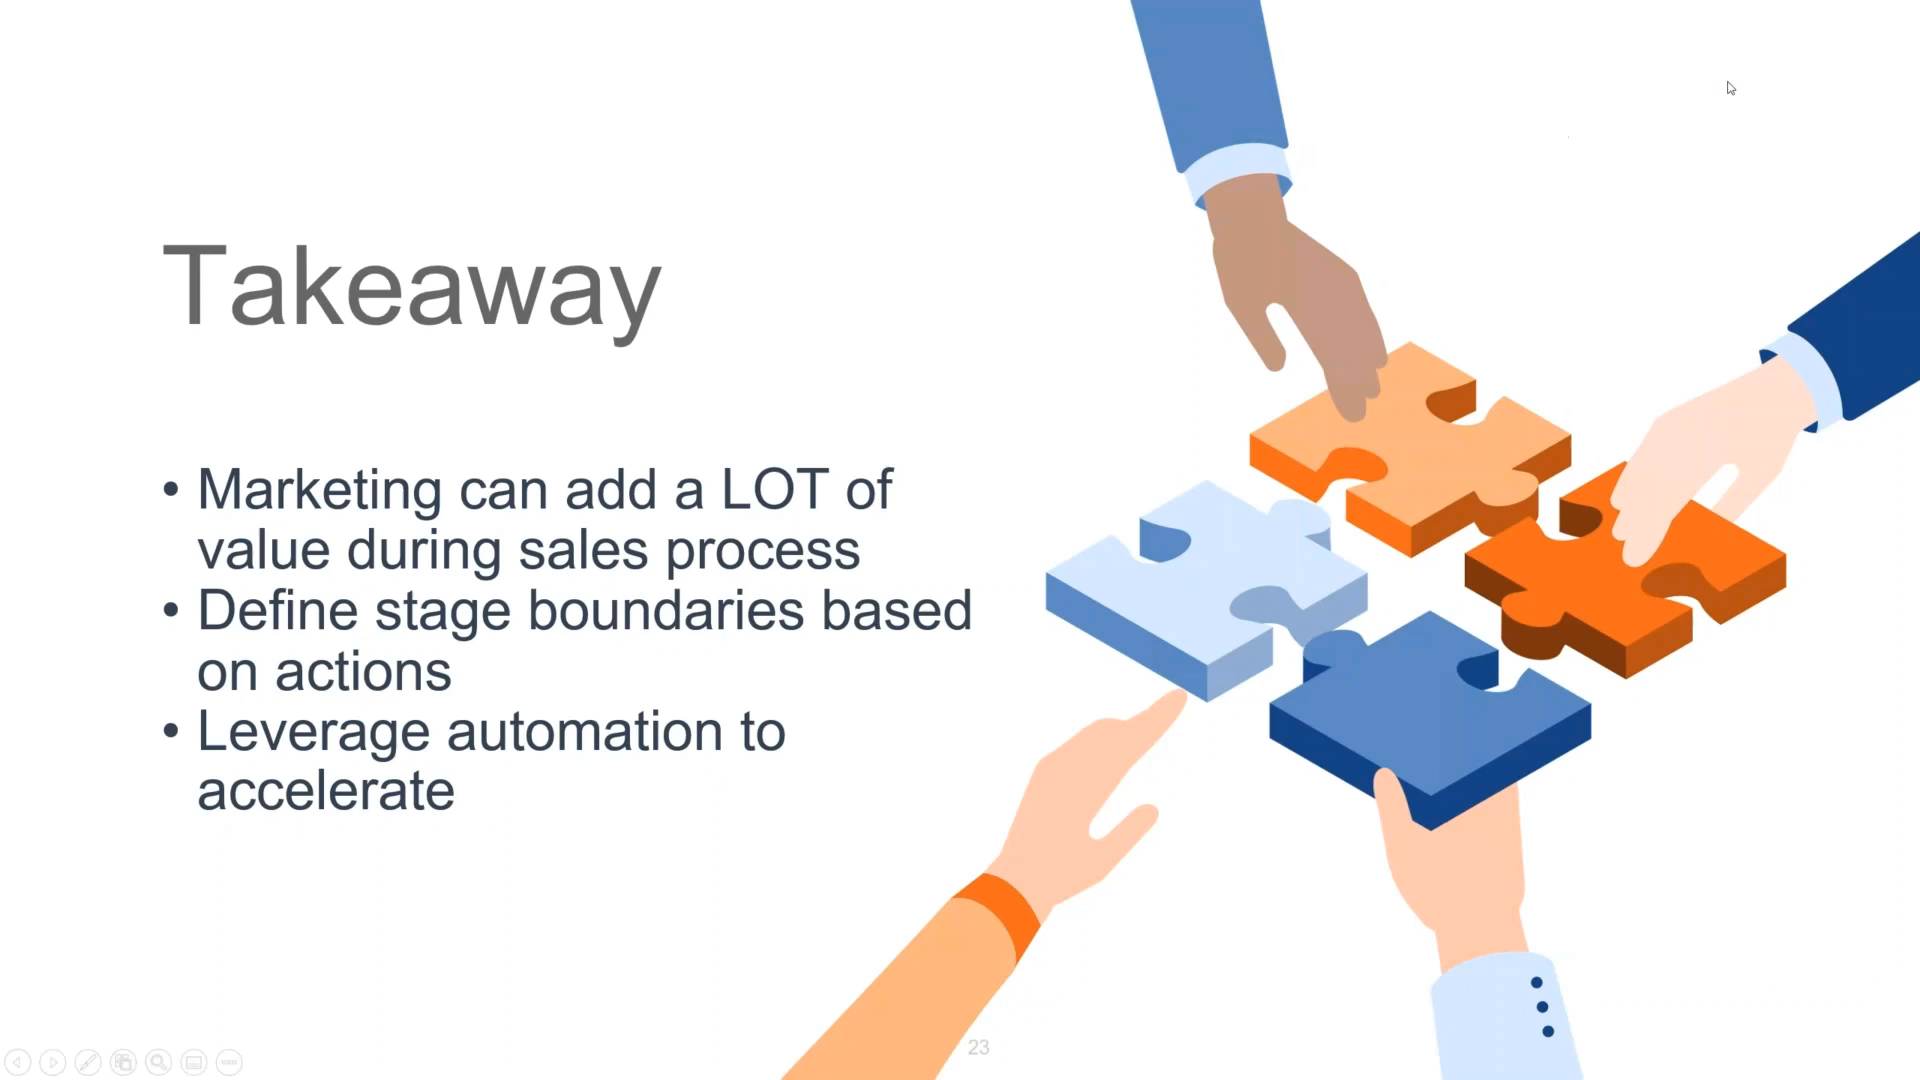 Takeaway
• Marketing can add a LOT of
value during sales process
• Define stage boundaries based
on actions
• Leverage automation to
accelerate
23